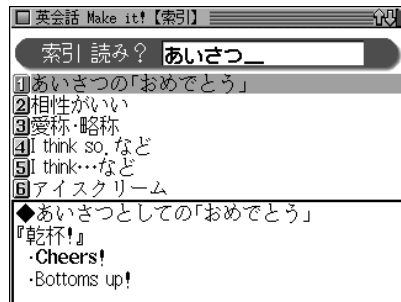 英会話 Make it!【索引】
索引 読み? あいさつ__
1あいさつの「おめでとう」
2相性がいい
3愛称・略称
4I think so.など
5I think…など
6アイスクリーム
◆あいさつとしての「おめでとう」
『乾杯!』
・Cheers!
・Bottoms up!